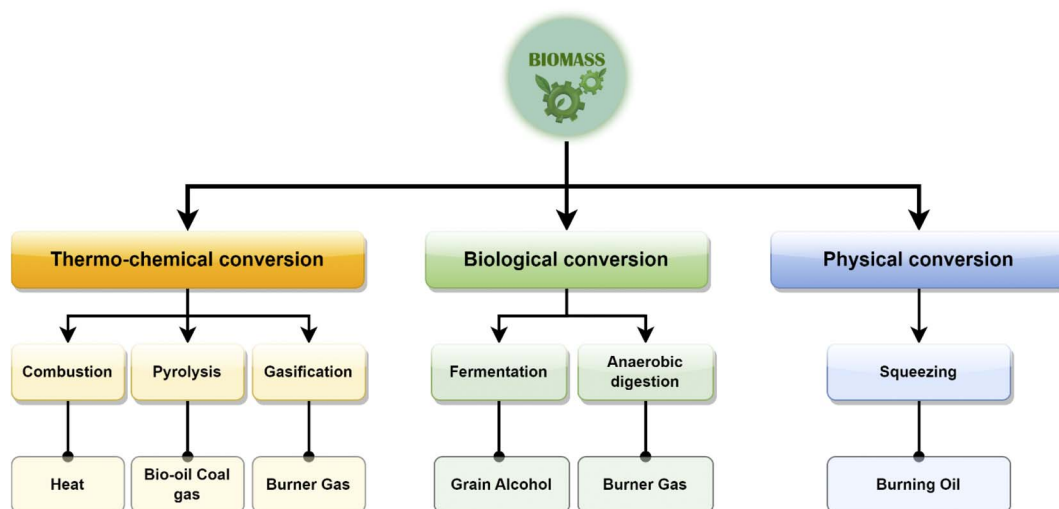 BIOMASS
Thermo-chemical conversion
Biological conversion
Physical conversion
Combustion
Pyrolysis
Gasification
Fermentation
Anaerobic
digestion
Squeezing
Heat
Bio-oil Coal
gas
Burner Gas
Grain Alcohol
Burner Gas
Burning Oil